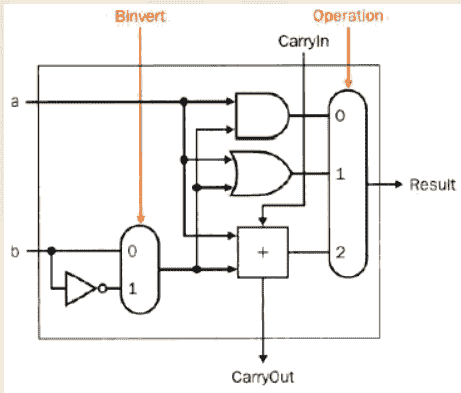 Binvert
Operation
CarryIn
a
0
1
b
0
1
+
2
Result
CarryOut